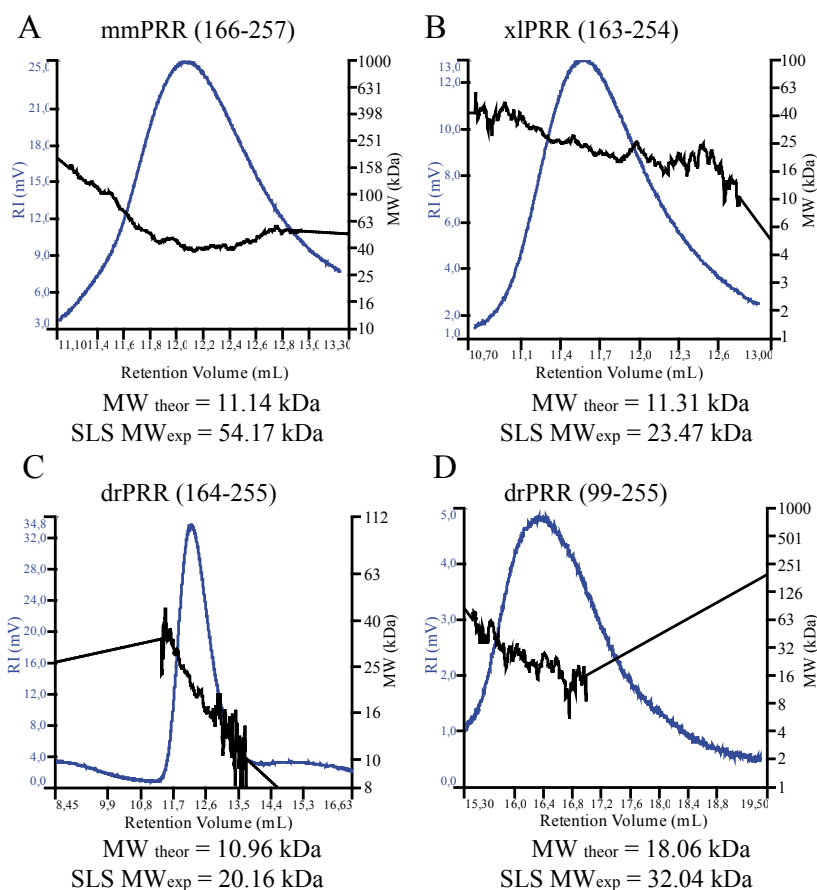 A
mmPRR (166-257)
25,0
21,0
18,0
15,0
12,0
9,0
6,0
3,0
RI (mV)
1000
631
398
251
158
100
63
40
25
16
10
MW (kDa)
11,10 11,4 11,6 11,8 12,0 12,2 12,4 12,6 12,8 13,0 13,30
Retention Volume (mL)
MW theor = 11.14 kDa
SLS MWexp = 54.17 kDa
B
xlPRR (163-254)
13,0
12,0
10,0
8,0
6,0
4,0
2,0
1,0
RI (mV)
100
63
40
25
16
10
6
4
3
2
1
MW (kDa)
10,70 11,1 11,4 11,7 12,0 12,3 12,6 13,00
Retention Volume (mL)
MW theor = 11.31 kDa
SLS MWexp = 23.47 kDa
C
drPRR (164-255)
34,8
32,0
28,0
24,0
20,0
16,0
12,0
8,0
4,0
0,0
RI (mV)
112
63
40
25
16
10
8
MW (kDa)
8,45 9,9 10,8 11,7 12,6 13,5 14,5 15,3 16,63
Retention Volume (mL)
MW theor = 10.96 kDa
SLS MWexp = 20.16 kDa
D
drPRR (99-255)
5,0
4,0
3,0
2,0
1,0
0,0
RI (mV)
1000
501
251
126
63
32
16
8
4
2
1
MW (kDa)
15,30 16,0 16,4 16,8 17,2 17,6 18,0 18,4 18,8 19,50
Retention Volume (mL)
MW theor = 18.06 kDa
SLS MWexp = 32.04 kDa